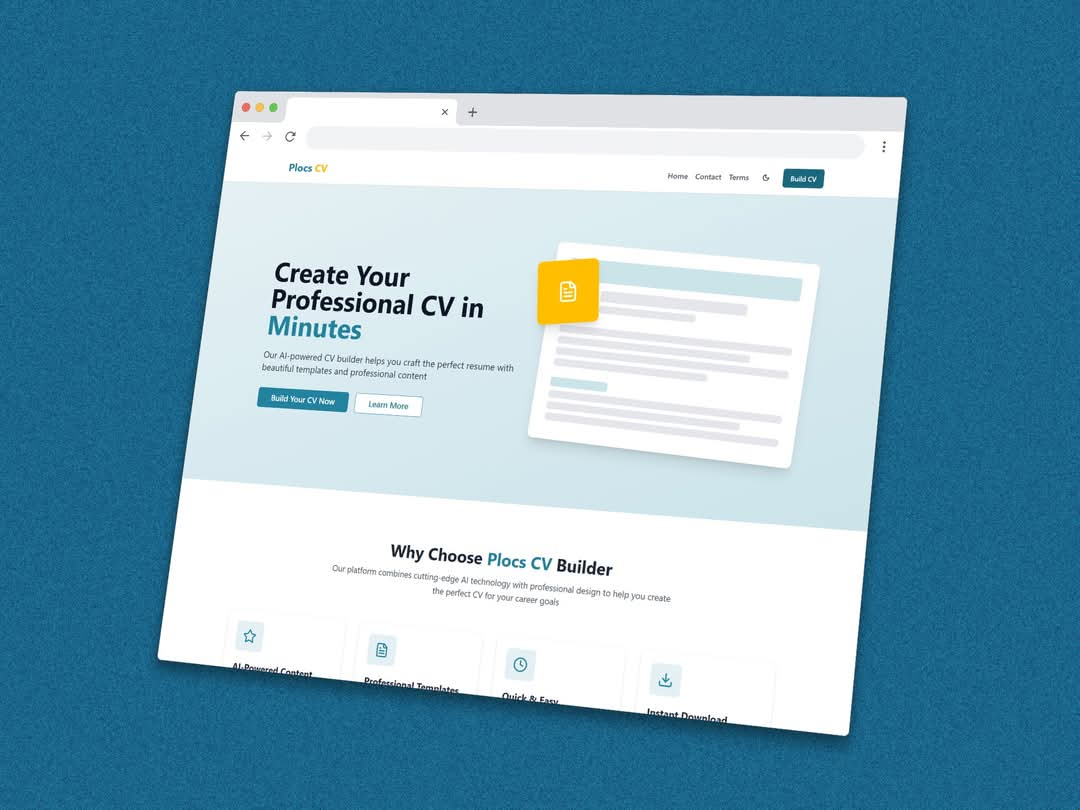 Plocs CV
Home Contact Terms Build CV
Create Your
Professional CV in
Minutes
Our AI-powered CV builder helps you craft the perfect resume with
beautiful templates and professional content
Build Your CV Now Learn More
Why Choose Plocs CV Builder
Our platform combines cutting-edge AI technology with professional design to help you create
the perfect CV for your career goals
AI-Powered Content
Professional Templates
Quick & Easy
Instant Download